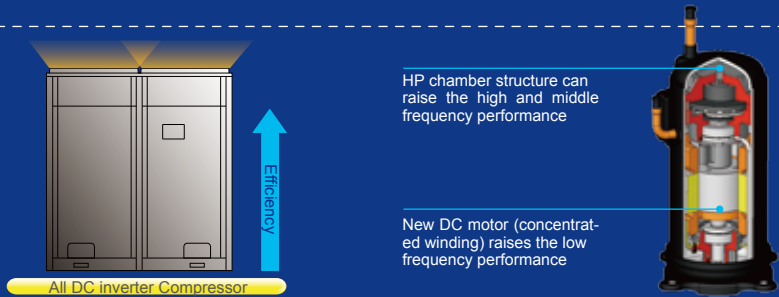 HP chamber structure can
raise the high and middle
frequency performance
Efficiency
New DC motor (concentrat-
ed winding) raises the low
frequency performance
All DC inverter Compressor